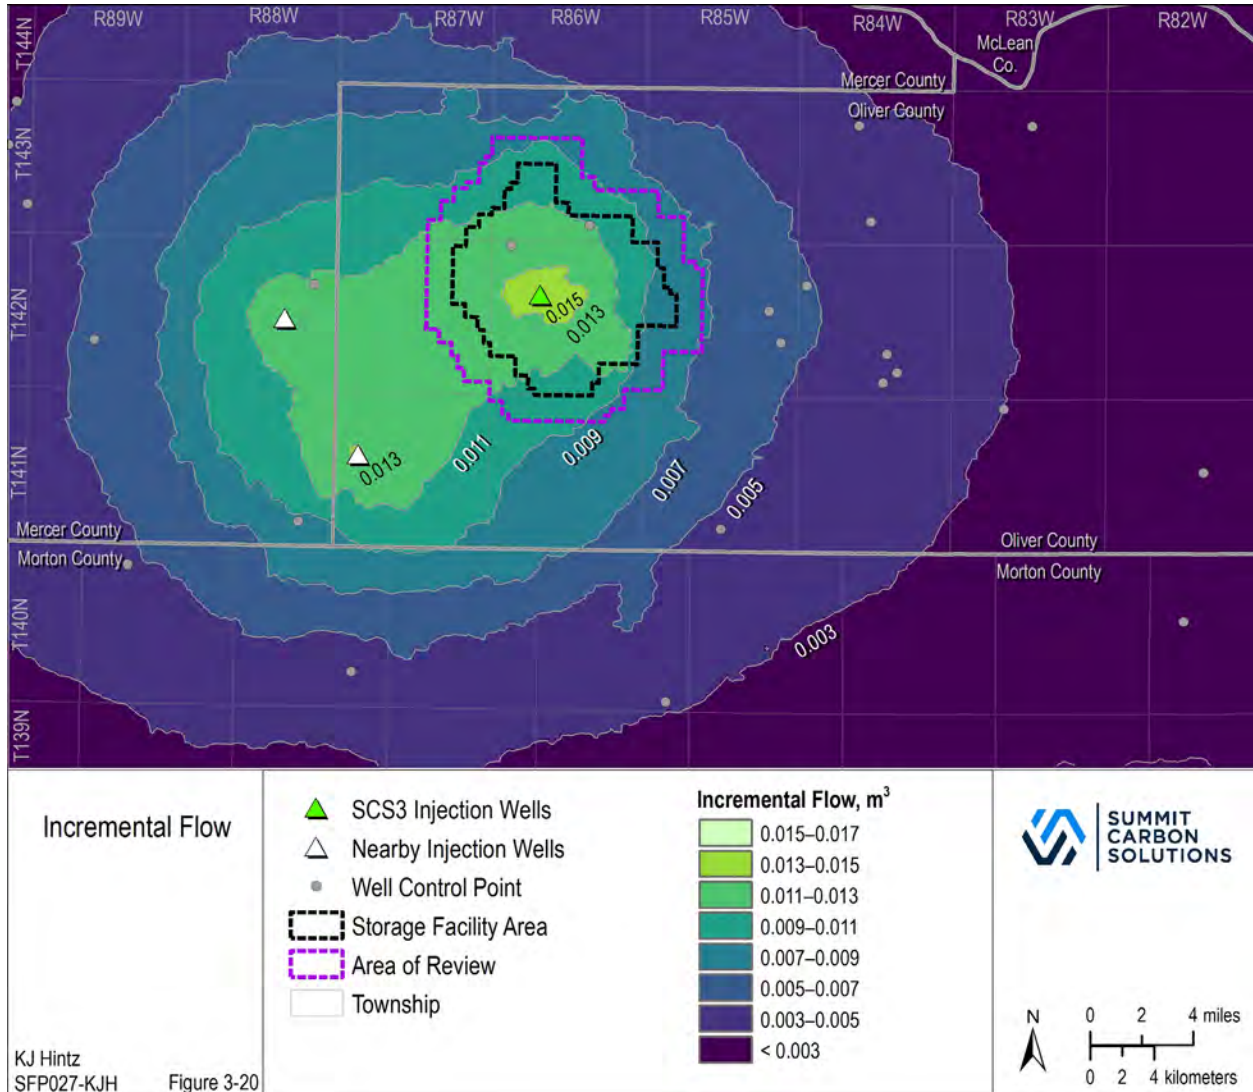 R89W
R88W
R87W
R86W
R85W
R84W
R83W
R82W
T144N
McLean
Co.
Mercer County
Oliver County
T143N
T142N
0.015
0.013
T141N
0.013
0.011
0.009
0.007
0.005
Mercer County
Morton County
Oliver County
Morton County
T140N
0.003
T139N
Incremental Flow
KJ Hintz
SFP027-KJH Figure 3-20
SCS3 Injection Wells
Nearby Injection Wells
Well Control Point
Storage Facility Area
Area of Review
Township
Incremental Flow, m³
0.015–0.017
0.013–0.015
0.011–0.013
0.009–0.011
0.007–0.009
0.005–0.007
0.003–0.005
< 0.003
SUMMIT
CARBON
SOLUTIONS
N
0 2 4 miles
0 2 4 kilometers